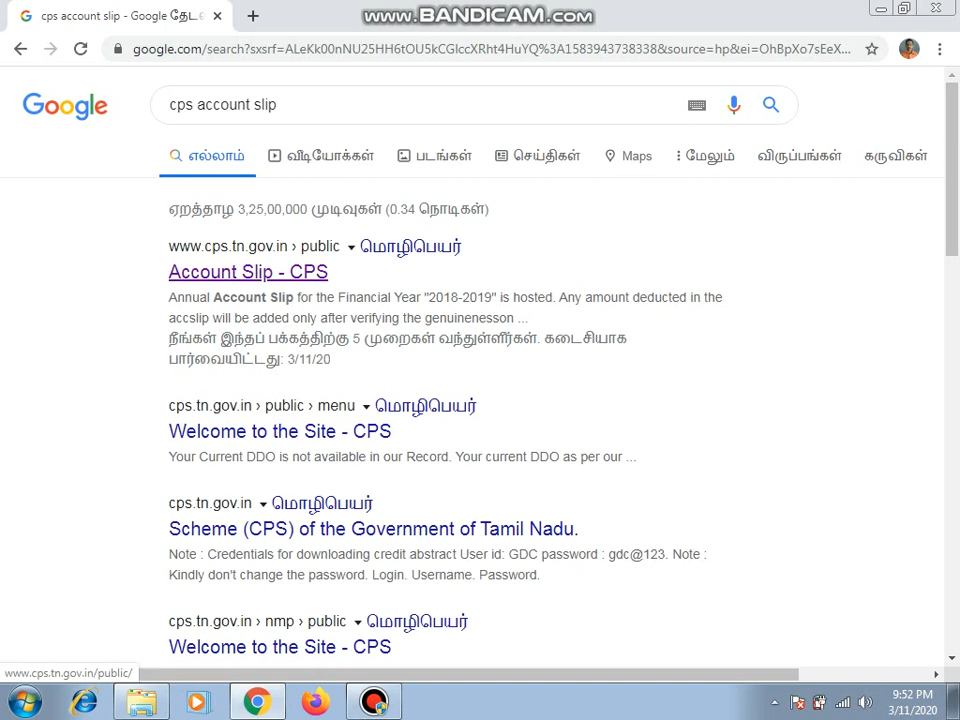 cps account slip - Google தேடல்
www.BANDICAM.com
google.com/search?sxsrf=ALeKk00nNU25HH6tOU5kCGIccXRht4HuYQ%3A1583943738338&source=hp&ei=OhBpXo7sEeX...
Google
cps account slip
எல்லாம் வீடியோக்கள் படங்கள் செய்திகள் Maps மேலும் விருப்பங்கள் கருவிகள்
ஏறத்தாழ 3,25,00,000 முடிவுகள் (0.34 நொடிகள்)
www.cps.tn.gov.in › public மொழிபெயர்
Account Slip - CPS
Annual Account Slip for the Financial Year "2018-2019" is hosted. Any amount deducted in the
accslip will be added only after verifying the genuinenesson ...
நீங்கள் இந்தப் பக்கத்திற்கு 5 முறைகள் வந்துள்ளீர்கள். கடைசியாக
பார்வையிட்டது: 3/11/20
cps.tn.gov.in › public › menu மொழிபெயர்
Welcome to the Site - CPS
Your Current DDO is not available in our Record. Your current DDO as per our ...
cps.tn.gov.in மொழிபெயர்
Scheme (CPS) of the Government of Tamil Nadu.
Note : Credentials for downloading credit abstract User id: GDC password : gdc@123. Note :
Kindly don't change the password. Login. Username. Password.
cps.tn.gov.in › nmp › public மொழிபெயர்
Welcome to the Site - CPS
www.cps.tn.gov.in/public/
9:52 PM
3/11/2020